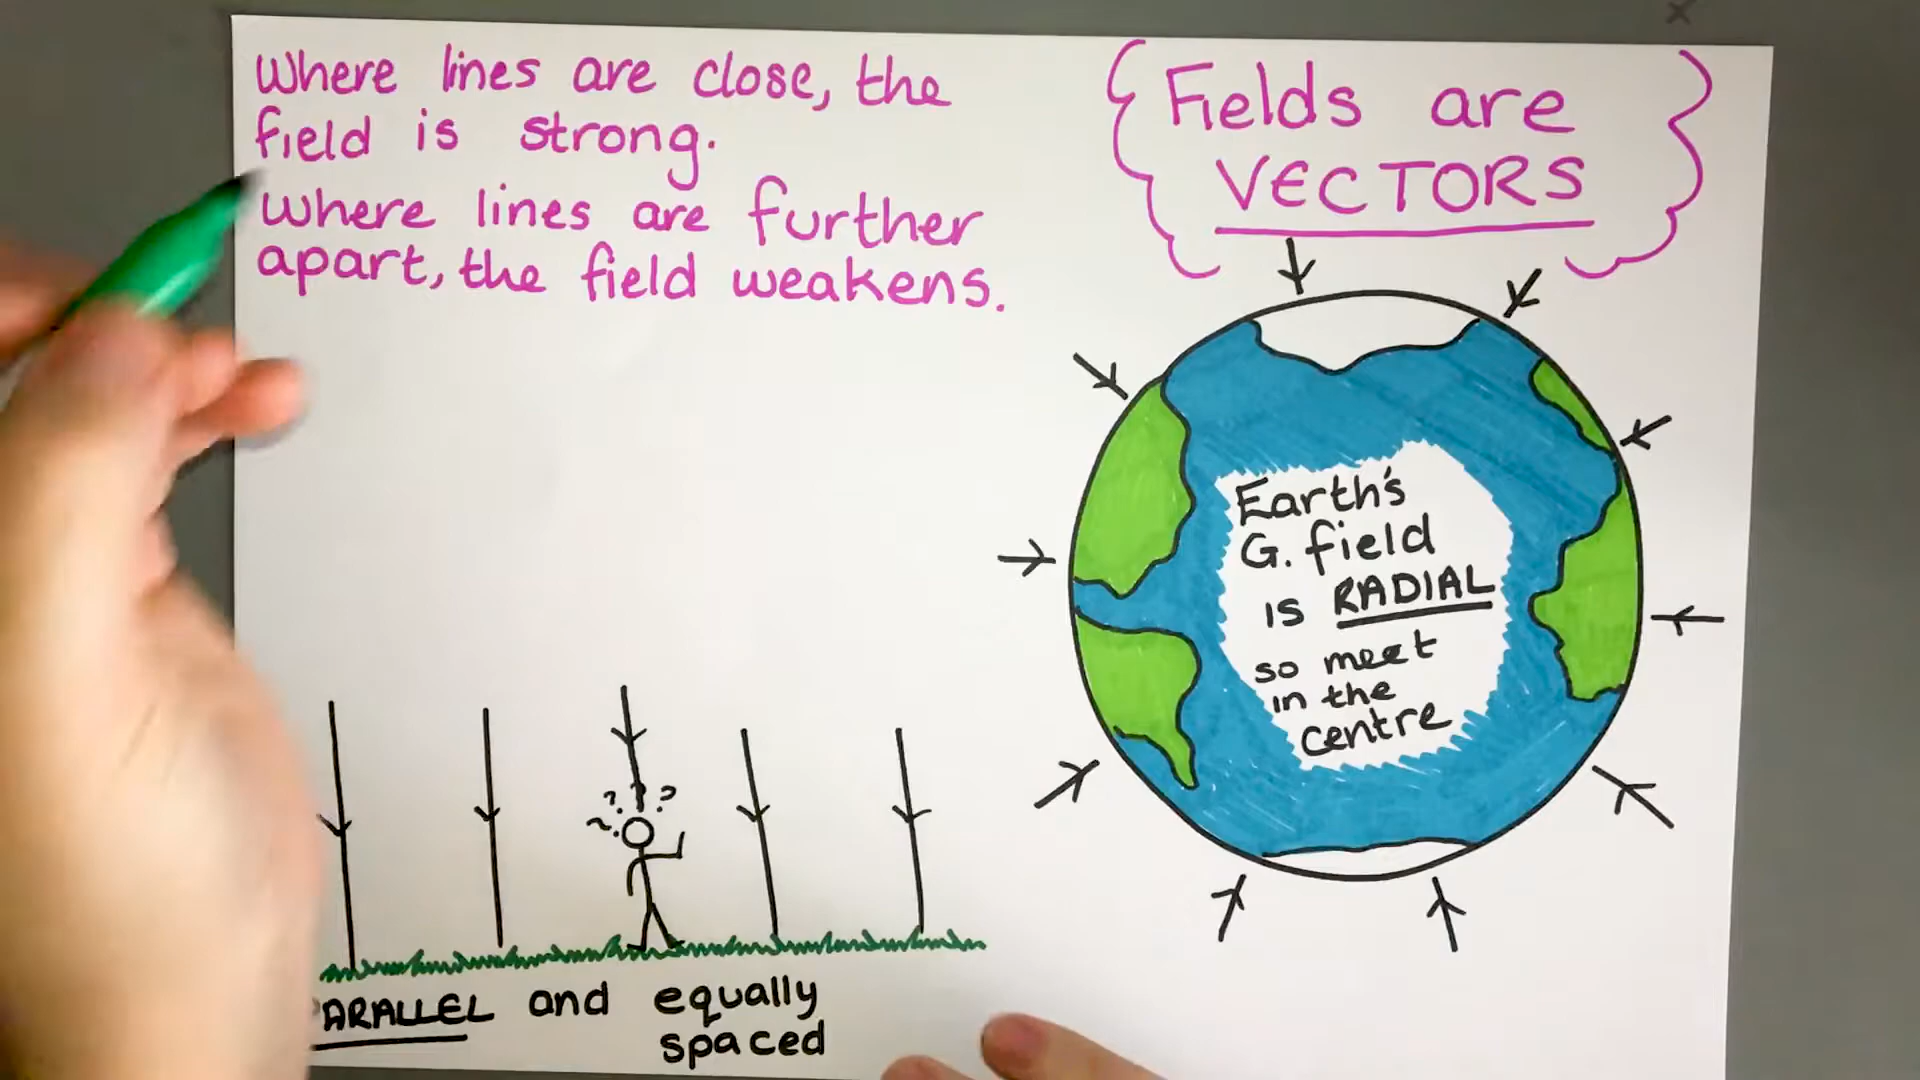 Where lines are close, the
field is strong.
Where lines are further
apart, the field weakens.
Fields are
VECTORS
Earth's
G. field
is RADIAL
so meet
in the
centre
? ? ?
?
PARALLEL and equally
spaced